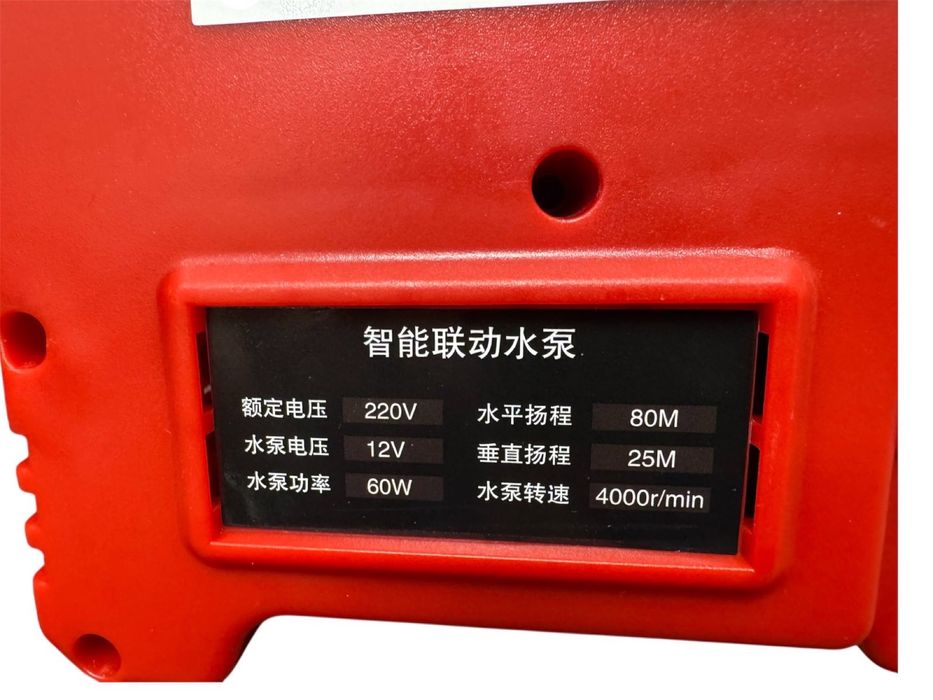 智能联动水泵
额定电压 220V 水平扬程 80M
水泵电压 12V 垂直扬程 25M
水泵功率 60W 水泵转速 4000r/min